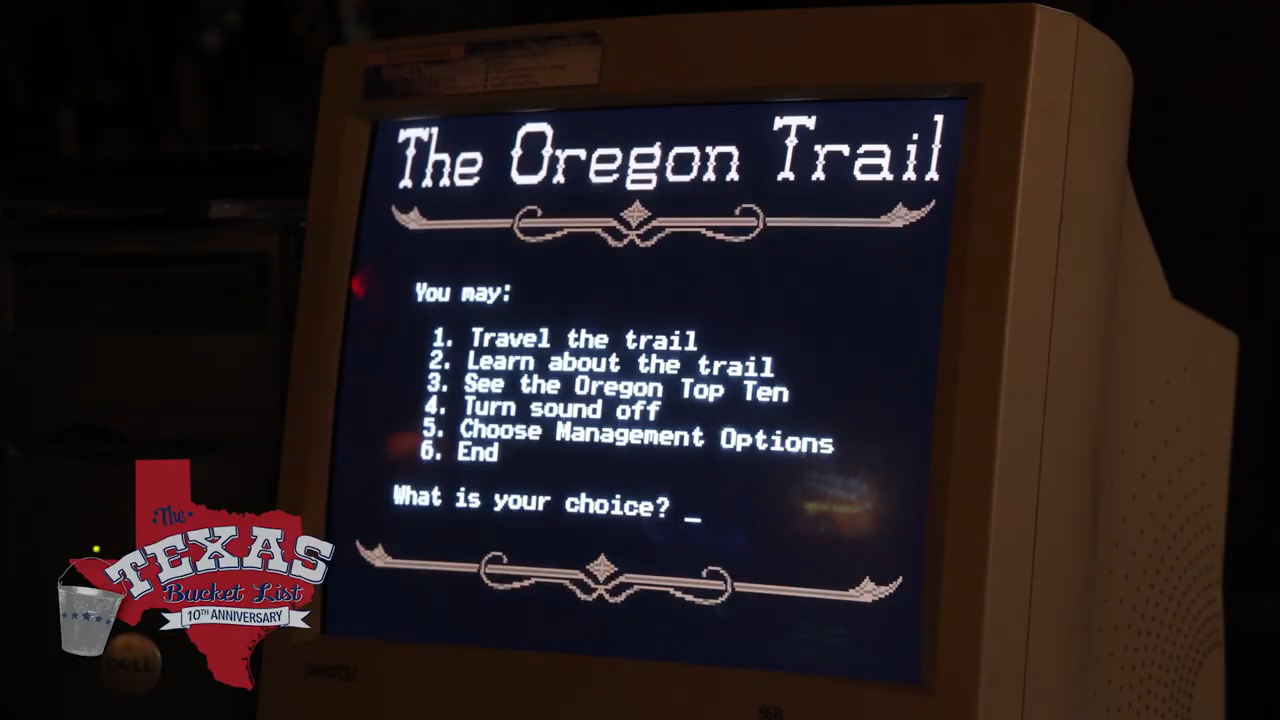 The Oregon Trail
You may:
1. Travel the trail
2. Learn about the trail
3. See the Oregon Top Ten
4. Turn sound off
5. Choose Management Options
6. End
What is your choice? _
The
TEXAS
Bucket List
10TH ANNIVERSARY
DELL